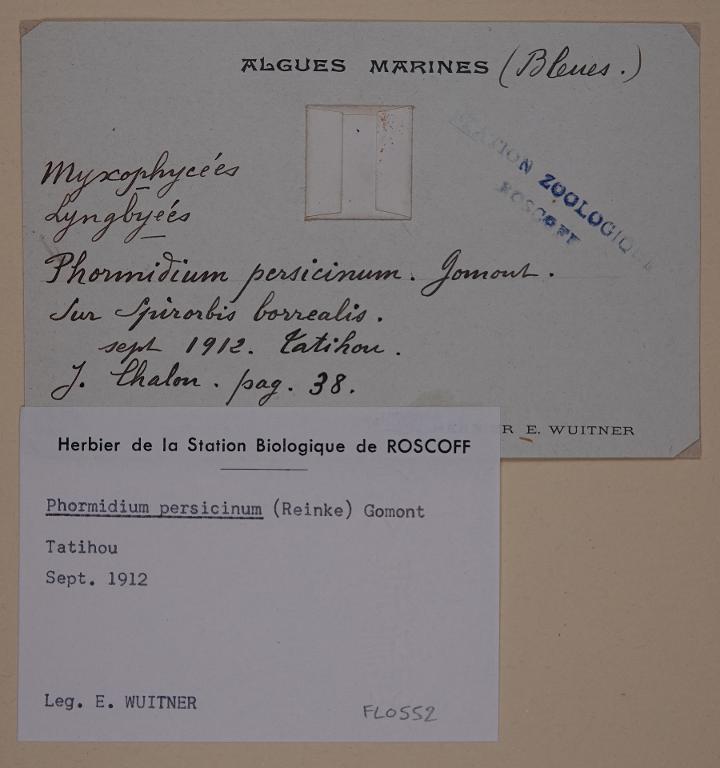 ALGUES MARINES (Bleues.)
STATION ZOOLOGIQUE
ROSCOFF
Myxophycées
Lyngbyées
Phormidium persicinum. Gomont.
Sur Spirorbis borrealis.
sept 1912. Tatihou.
J. Chalon. pag. 38.
R E. WUITNER
Herbier de la Station Biologique de ROSCOFF
Phormidium persicinum (Reinke) Gomont
Tatihou
Sept. 1912
Leg. E. WUITNER
FL0552